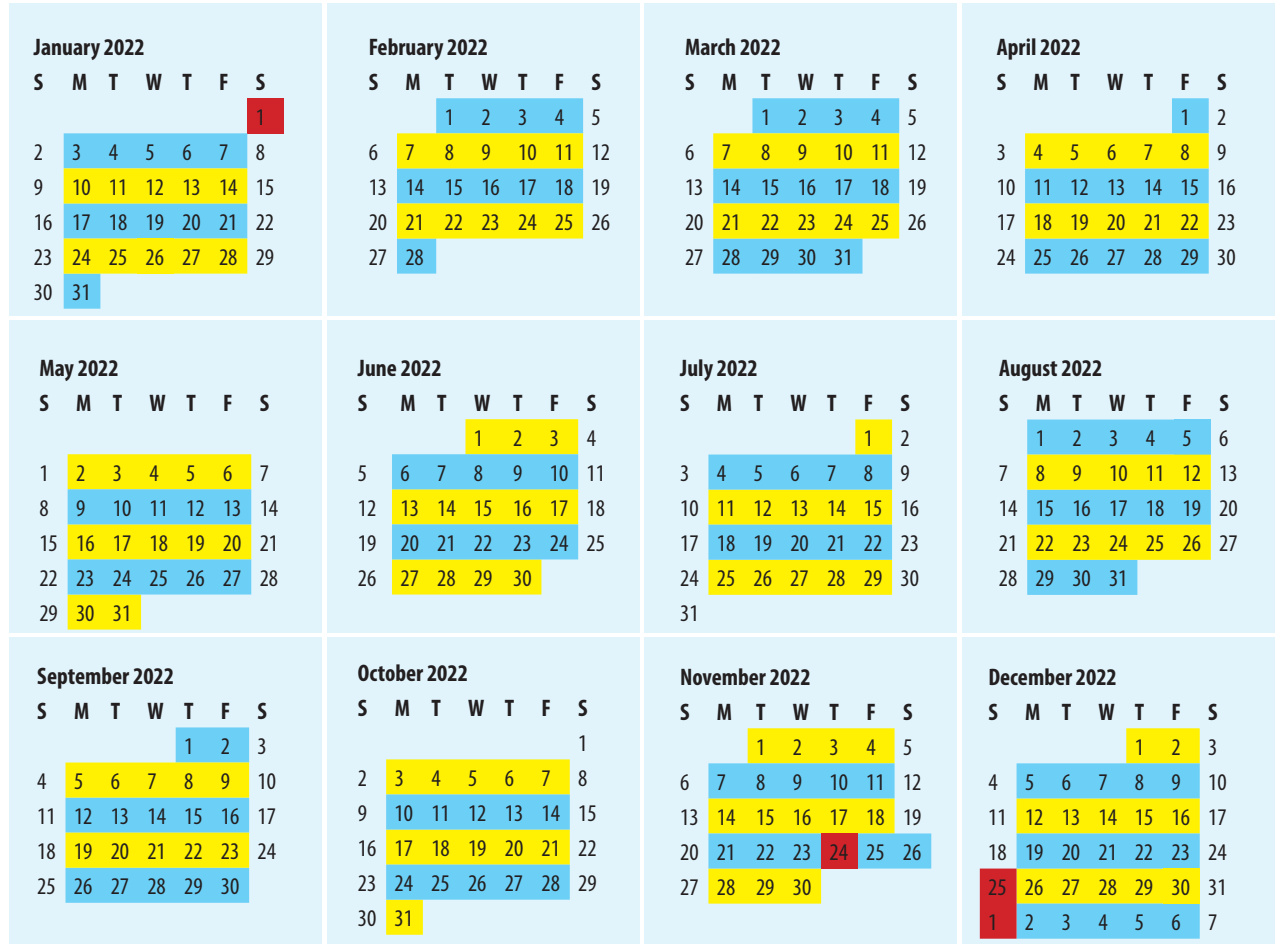 January 2022
S M T W T F S
1
2 3 4 5 6 7 8
9 10 11 12 13 14 15
16 17 18 19 20 21 22
23 24 25 26 27 28 29
30 31
February 2022
S M T W T F S
1 2 3 4 5
6 7 8 9 10 11 12
13 14 15 16 17 18 19
20 21 22 23 24 25 26
27 28
March 2022
S M T W T F S
1 2 3 4 5
6 7 8 9 10 11 12
13 14 15 16 17 18 19
20 21 22 23 24 25 26
27 28 29 30 31
April 2022
S M T W T F S
1 2
3 4 5 6 7 8 9
10 11 12 13 14 15 16
17 18 19 20 21 22 23
24 25 26 27 28 29 30
May 2022
S M T W T F S
1 2 3 4 5 6 7
8 9 10 11 12 13 14
15 16 17 18 19 20 21
22 23 24 25 26 27 28
29 30 31
June 2022
S M T W T F S
1 2 3 4
5 6 7 8 9 10 11
12 13 14 15 16 17 18
19 20 21 22 23 24 25
26 27 28 29 30
July 2022
S M T W T F S
1 2
3 4 5 6 7 8 9
10 11 12 13 14 15 16
17 18 19 20 21 22 23
24 25 26 27 28 29 30
31
August 2022
S M T W T F S
1 2 3 4 5 6
7 8 9 10 11 12 13
14 15 16 17 18 19 20
21 22 23 24 25 26 27
28 29 30 31
September 2022
S M T W T F S
1 2 3
4 5 6 7 8 9 10
11 12 13 14 15 16 17
18 19 20 21 22 23 24
25 26 27 28 29 30
October 2022
S M T W T F S
1
2 3 4 5 6 7 8
9 10 11 12 13 14 15
16 17 18 19 20 21 22
23 24 25 26 27 28 29
30 31
November 2022
S M T W T F S
1 2 3 4 5
6 7 8 9 10 11 12
13 14 15 16 17 18 19
20 21 22 23 24 25 26
27 28 29 30
December 2022
S M T W T F S
1 2 3
4 5 6 7 8 9 10
11 12 13 14 15 16 17
18 19 20 21 22 23 24
25 26 27 28 29 30 31
1 2 3 4 5 6 7